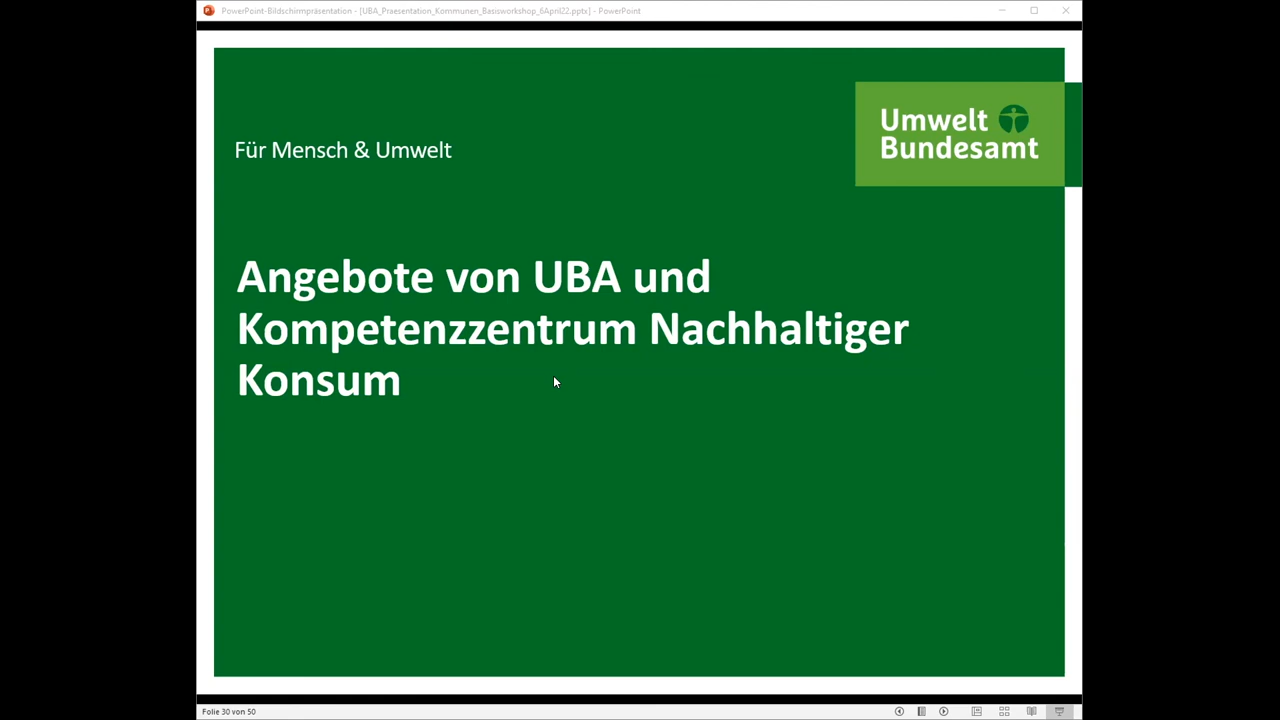 PowerPoint-Bildschirmpräsentation - [UBA_Praesentation_Kommunen_Basisworkshop_6April22.pptx] - PowerPoint
Für Mensch & Umwelt
Umwelt
Bundesamt
Angebote von UBA und
Kompetenzzentrum Nachhaltiger
Konsum
Folie 30 von 50